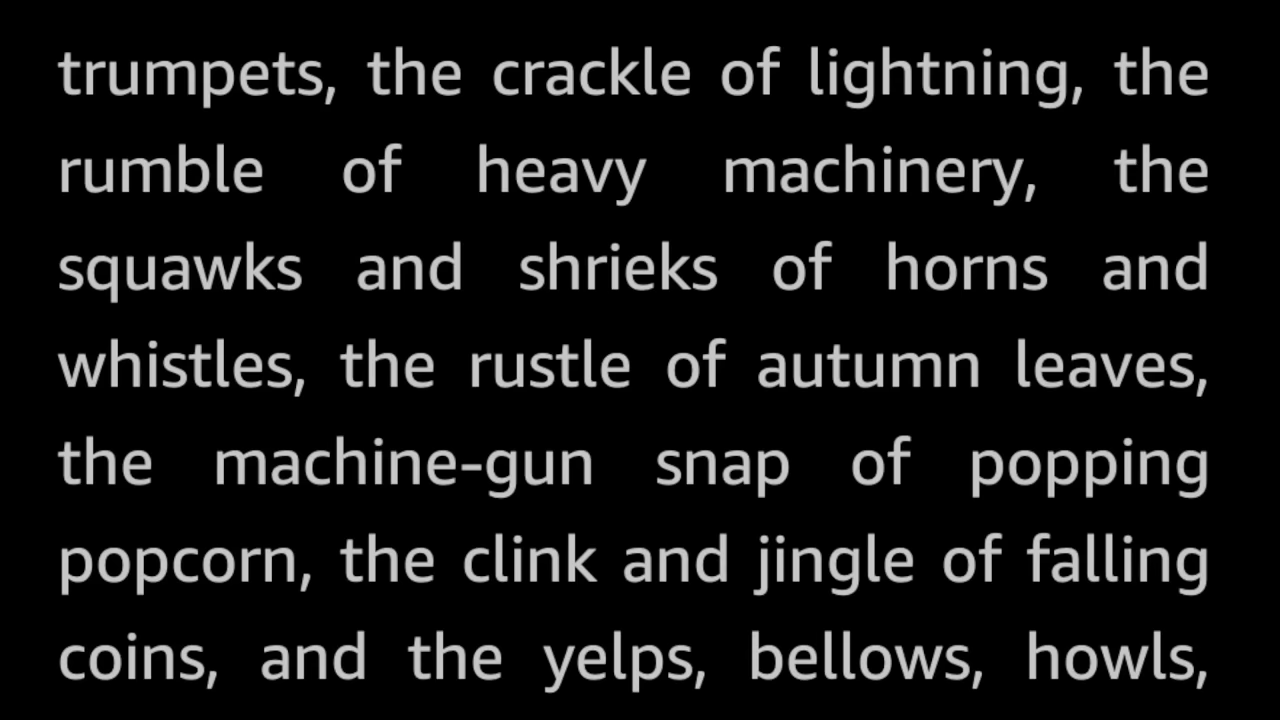 trumpets, the crackle of lightning, the
rumble of heavy machinery, the
squawks and shrieks of horns and
whistles, the rustle of autumn leaves,
the machine-gun snap of popping
popcorn, the clink and jingle of falling
coins, and the yelps, bellows, howls,